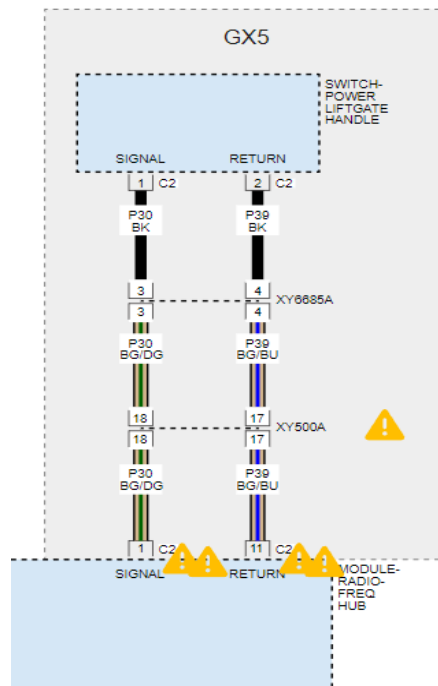 GX5
SWITCH-
POWER
LIFTGATE
HANDLE
SIGNAL RETURN
1 C2 2 C2
P30 P39
BK BK
3 4
XY6685A
3 4
P30 P39
BG/DG BG/BU
18 17
XY500A
18 17
P30 P39
BG/DG BG/BU
1 C2 11 C2
SIGNAL RETURN
MODULE-
RADIO-
FREQ
HUB